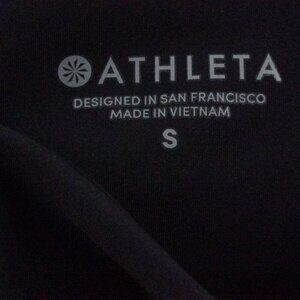 ATHLETA
DESIGNED IN SAN FRANCISCO
MADE IN VIETNAM
S